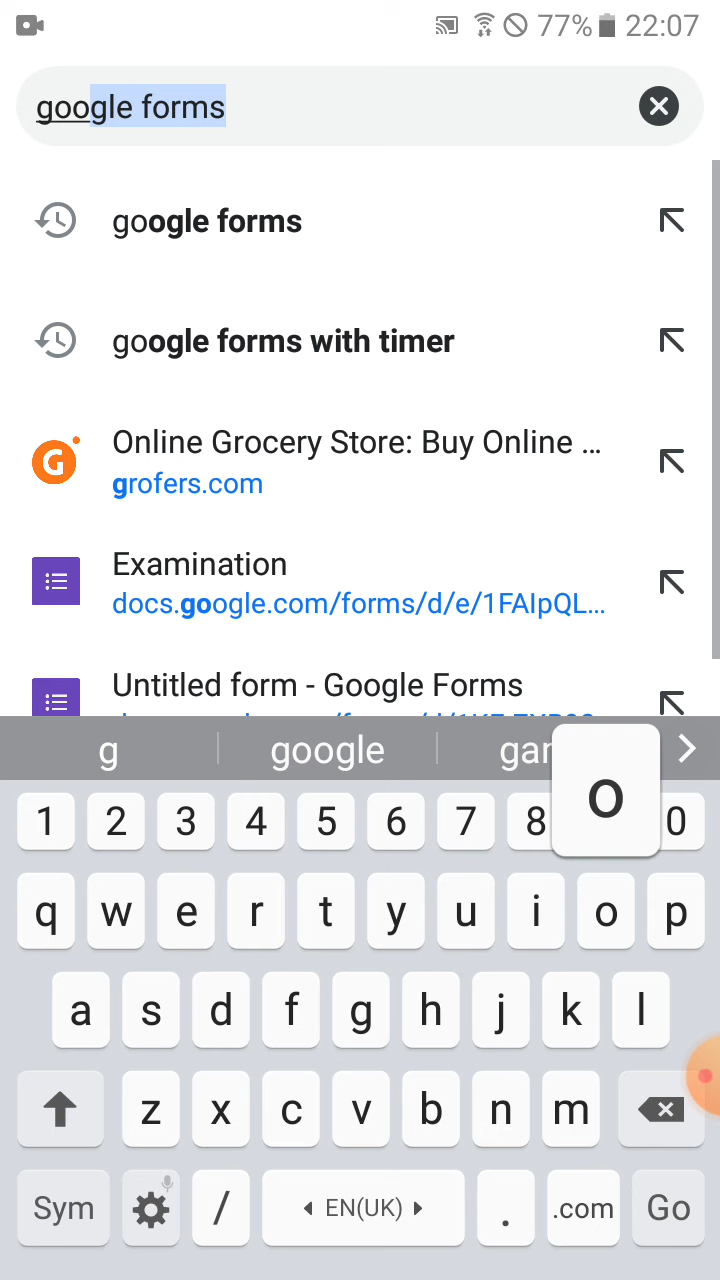 77% 22:07
google forms
google forms
google forms with timer
G
Online Grocery Store: Buy Online ...
grofers.com
Examination
docs.google.com/forms/d/e/1FAIpQL...
Untitled form - Google Forms
g google
o
1 2 3 4 5 6 7 8 0
q w e r t y u i o p
a s d f g h j k l
z x c v b n m
Sym / EN(UK) . .com Go